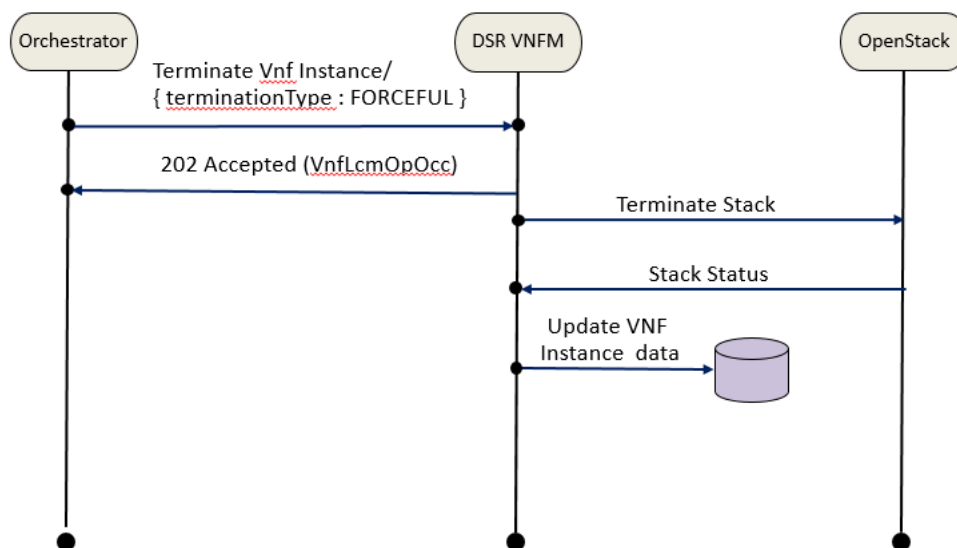 Orchestrator
DSR VNFM
OpenStack
Terminate Vnf Instance/
{ terminationType : FORCEFUL }
202 Accepted (VnfLcmOpOcc)
Terminate Stack
Stack Status
Update VNF
Instance data